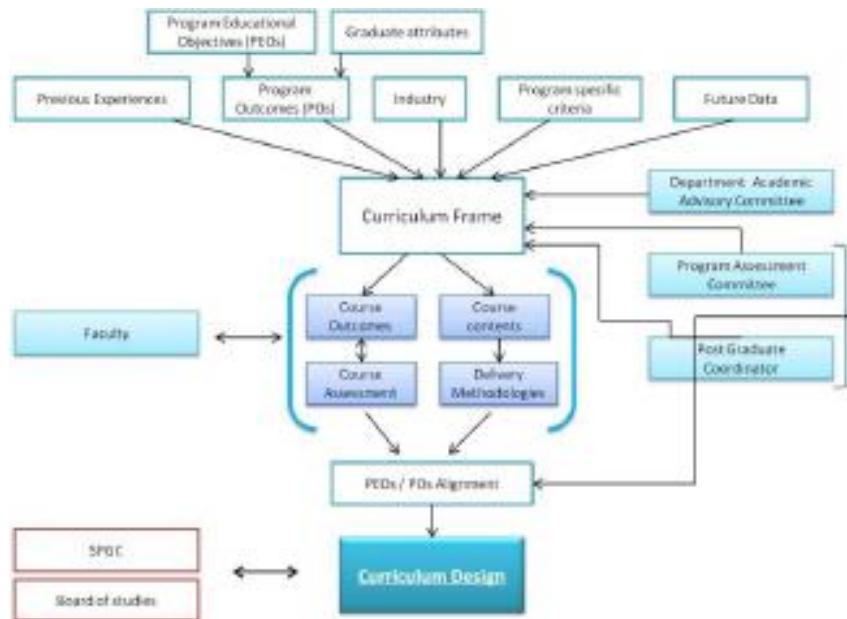 Program Educational
Objectives (PEOs)
Graduate attributes
Previous Experiences
Program
Outcomes (POs)
Industry
Program specific
criteria
Future Data
Curriculum Frame
Department Academic
Advisory Committee
Program Assessment
Committee
Post Graduate
Coordinator
Faculty
Course
Outcomes
Course
contents
Course
Assessment
Delivery
Methodologies
PEOs / POs Alignment
SPGC
Board of studies
Curriculum Design